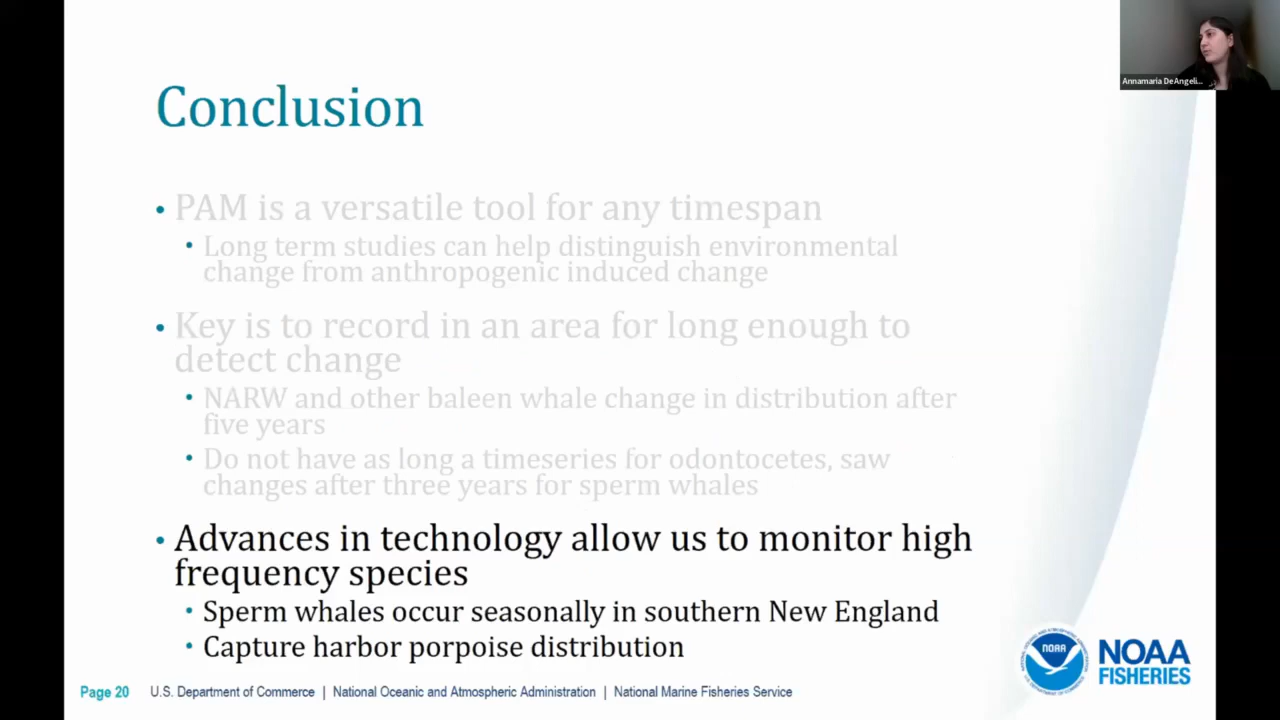 Annamaria DeAngeli...
Conclusion
• PAM is a versatile tool for any timespan
• Long term studies can help distinguish environmental
change from anthropogenic induced change
• Key is to record in an area for long enough to
detect change
• NARW and other baleen whale change in distribution after
five years
• Do not have as long a timeseries for odontocetes, saw
changes after three years for sperm whales
• Advances in technology allow us to monitor high
frequency species
• Sperm whales occur seasonally in southern New England
• Capture harbor porpoise distribution
NOAA
NOAA
FISHERIES
Page 20 U.S. Department of Commerce | National Oceanic and Atmospheric Administration | National Marine Fisheries Service